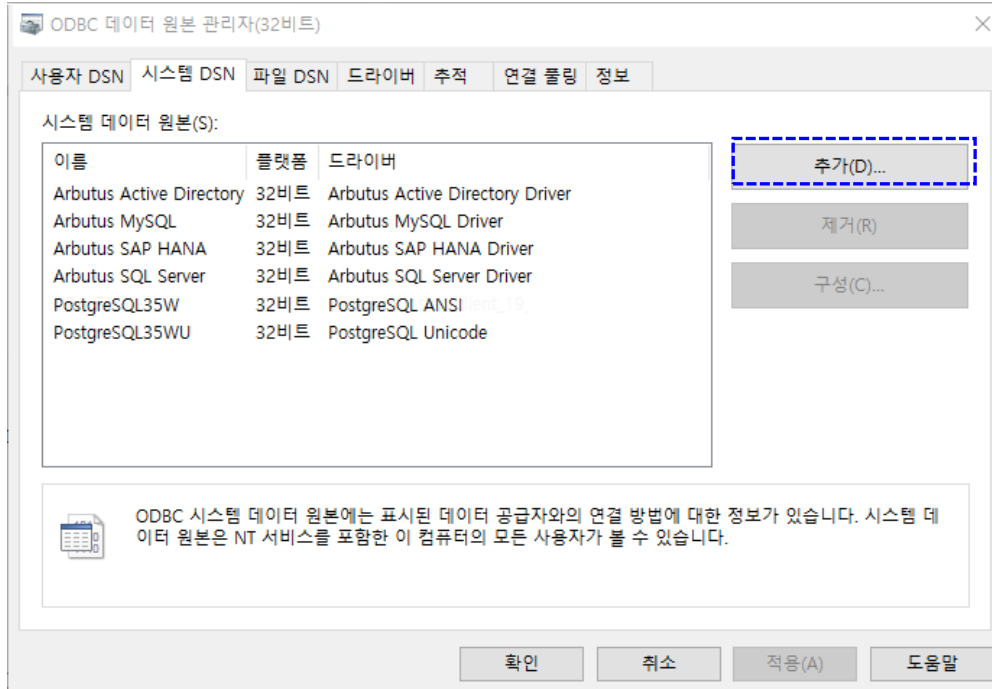 ODBC 데이터 원본 관리자(32비트)
사용자 DSN 시스템 DSN 파일 DSN 드라이버 추적 연결 풀링 정보
시스템 데이터 원본(S):
이름 플랫폼 드라이버
추가(D)...
Arbutus Active Directory 32비트 Arbutus Active Directory Driver
Arbutus MySQL 32비트 Arbutus MySQL Driver
제거(R)
Arbutus SAP HANA 32비트 Arbutus SAP HANA Driver
Arbutus SQL Server 32비트 Arbutus SQL Server Driver
구성(C)...
PostgreSQL35W 32비트 PostgreSQL ANSI
PostgreSQL35WU 32비트 PostgreSQL Unicode
ODBC 시스템 데이터 원본에는 표시된 데이터 공급자와의 연결 방법에 대한 정보가 있습니다. 시스템 데
이터 원본은 NT 서비스를 포함한 이 컴퓨터의 모든 사용자가 볼 수 있습니다.
확인 취소 적용(A) 도움말